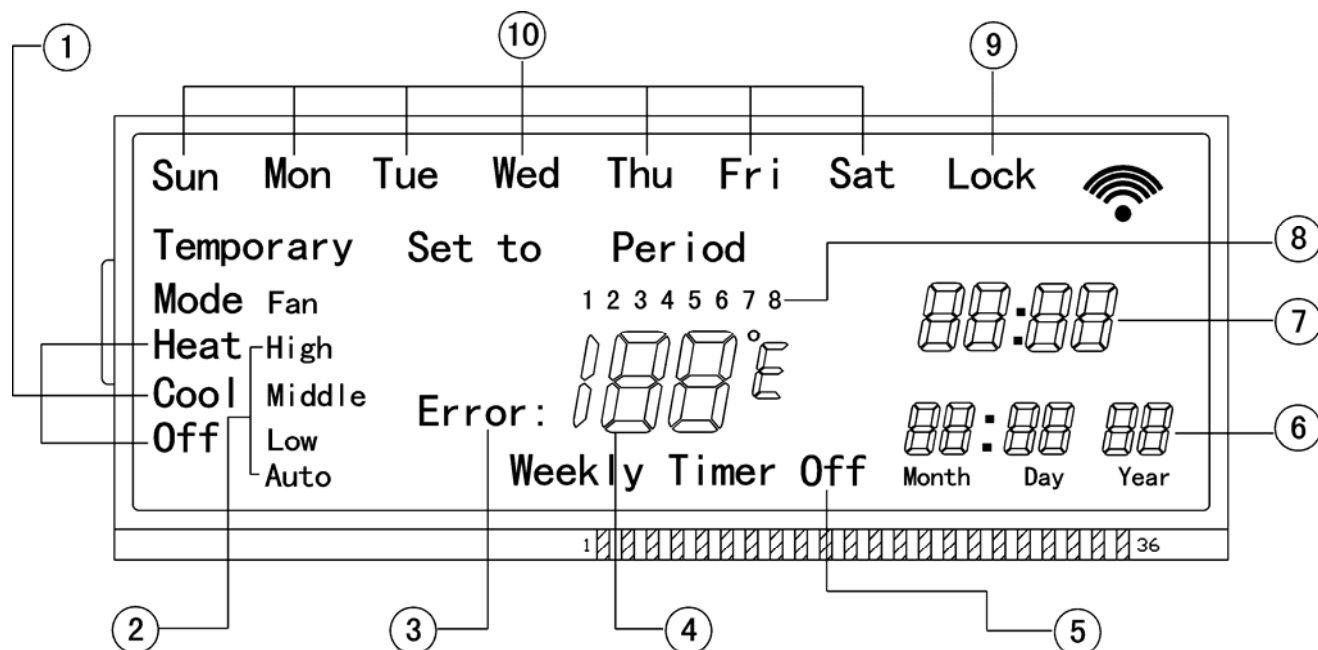 1 10 9
Sun Mon Tue Wed Thu Fri Sat Lock
Temporary Set to Period
8
Mode Fan
1 2 3 4 5 6 7 8
88:88
7
Heat High
188°E
Cool Middle
Error:
Off Low
88:88 88
6
Auto
Weekly Timer Off
Month Day Year
1 36
2 3 4 5